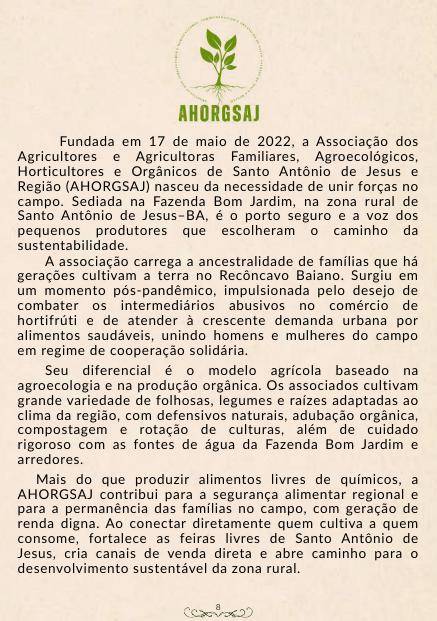 AHORGSAJ
Fundada em 17 de maio de 2022, a Associação dos
Agricultores e Agricultoras Familiares, Agroecológicos,
Horticultores e Orgânicos de Santo Antônio de Jesus e
Região (AHORGSAJ) nasceu da necessidade de unir forças no
campo. Sediada na Fazenda Bom Jardim, na zona rural de
Santo Antônio de Jesus–BA, é o porto seguro e a voz dos
pequenos produtores que escolheram o caminho da
sustentabilidade.
A associação carrega a ancestralidade de famílias que há
gerações cultivam a terra no Recôncavo Baiano. Surgiu em
um momento pós-pandêmico, impulsionada pelo desejo de
combater os intermediários abusivos no comércio de
hortifrúti e de atender à crescente demanda urbana por
alimentos saudáveis, unindo homens e mulheres do campo
em regime de cooperação solidária.
Seu diferencial é o modelo agrícola baseado na
agroecologia e na produção orgânica. Os associados cultivam
grande variedade de folhosas, legumes e raízes adaptadas ao
clima da região, com defensivos naturais, adubação orgânica,
compostagem e rotação de culturas, além de cuidado
rigoroso com as fontes de água da Fazenda Bom Jardim e
arredores.
Mais do que produzir alimentos livres de químicos, a
AHORGSAJ contribui para a segurança alimentar regional e
para a permanência das famílias no campo, com geração de
renda digna. Ao conectar diretamente quem cultiva a quem
consome, fortalece as feiras livres de Santo Antônio de
Jesus, cria canais de venda direta e abre caminho para o
desenvolvimento sustentável da zona rural.
8